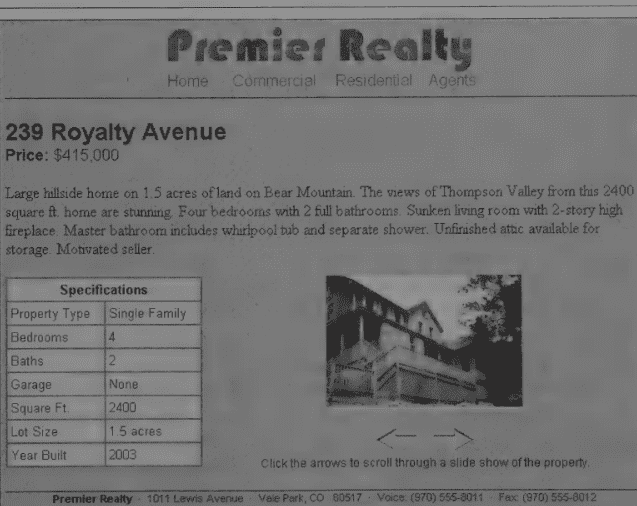 Premier Realty
Home Commercial Residential Agents
239 Royalty Avenue
Price: $415,000
Large hillside home on 1.5 acres of land on Bear Mountain. The views of Thompson Valley from this 2400
square ft. home are stunning. Four bedrooms with 2 full bathrooms. Sunken living room with 2-story high
fireplace. Master bathroom includes whirlpool tub and separate shower. Unfinished attic available for
storage. Motivated seller.
Specifications
Property Type Single Family
Bedrooms 4
Baths 2
Garage None
Square Ft. 2400
Lot Size 1.5 acres
Year Built 2003
Click the arrows to scroll through a slide show of the property.
Premier Realty · 1011 Lewis Avenue · Vale Park, CO 80517 · Voice: (970) 555-8011 · Fax: (970) 555-8012